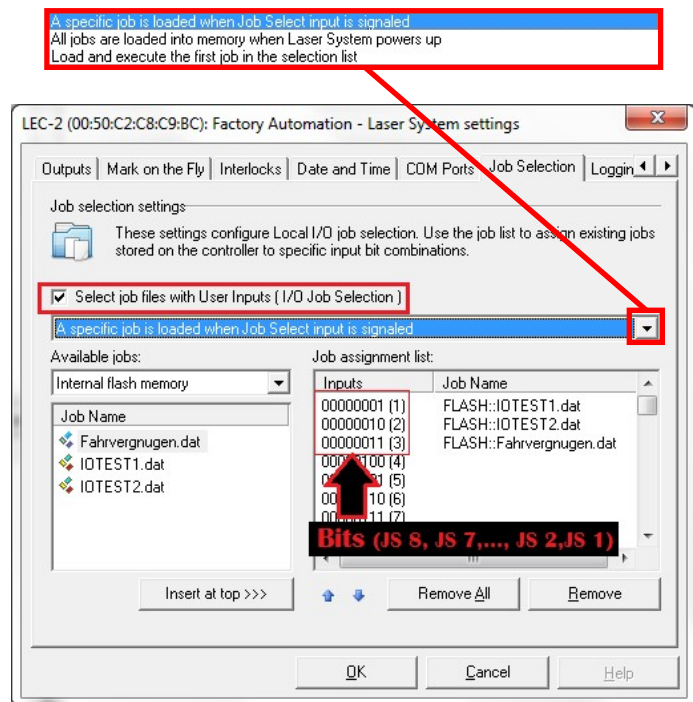 A specific job is loaded when Job Select input is signaled
All jobs are loaded into memory when Laser System powers up
Load and execute the first job in the selection list
LEC-2 (00:50:C2:C8:C9:BC): Factory Automation - Laser System settings
Outputs Mark on the Fly Interlocks Date and Time COM Ports Job Selection Loggin
Job selection settings
These settings configure Local I/O job selection. Use the job list to assign existing jobs
stored on the controller to specific input bit combinations.
Select job files with User Inputs ( I/O Job Selection )
A specific job is loaded when Job Select input is signaled
Available jobs: Job assignment list:
Internal flash memory Inputs Job Name
Job Name 00000001 (1) FLASH::IOTEST1.dat
00000010 (2) FLASH::IOTEST2.dat
Fahrvergnugen.dat 00000011 (3) FLASH::Fahrvergnugen.dat
IOTEST1.dat (4)
IOTEST2.dat (5)
10 (6)
11 (7)
Bits (JS 8, JS 7,..., JS 2,JS 1)
Insert at top >>> Remove All Remove
OK Cancel Help